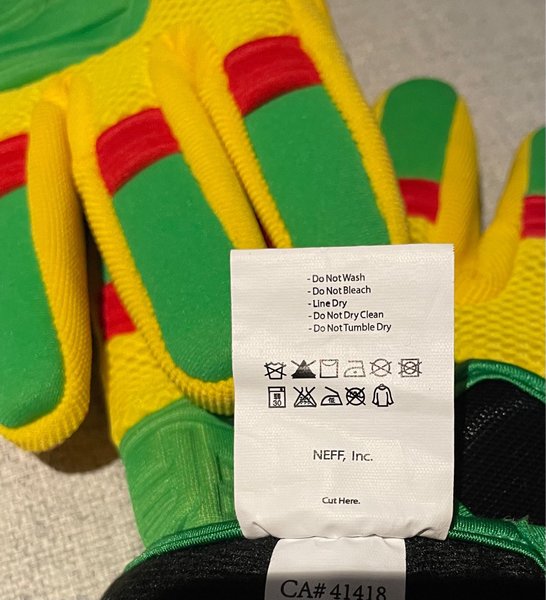 - Do Not Wash
- Do Not Bleach
- Line Dry
- Do Not Dry Clean
- Do Not Tumble Dry
30
NEFF, Inc.
Cut Here.
CA# 41418